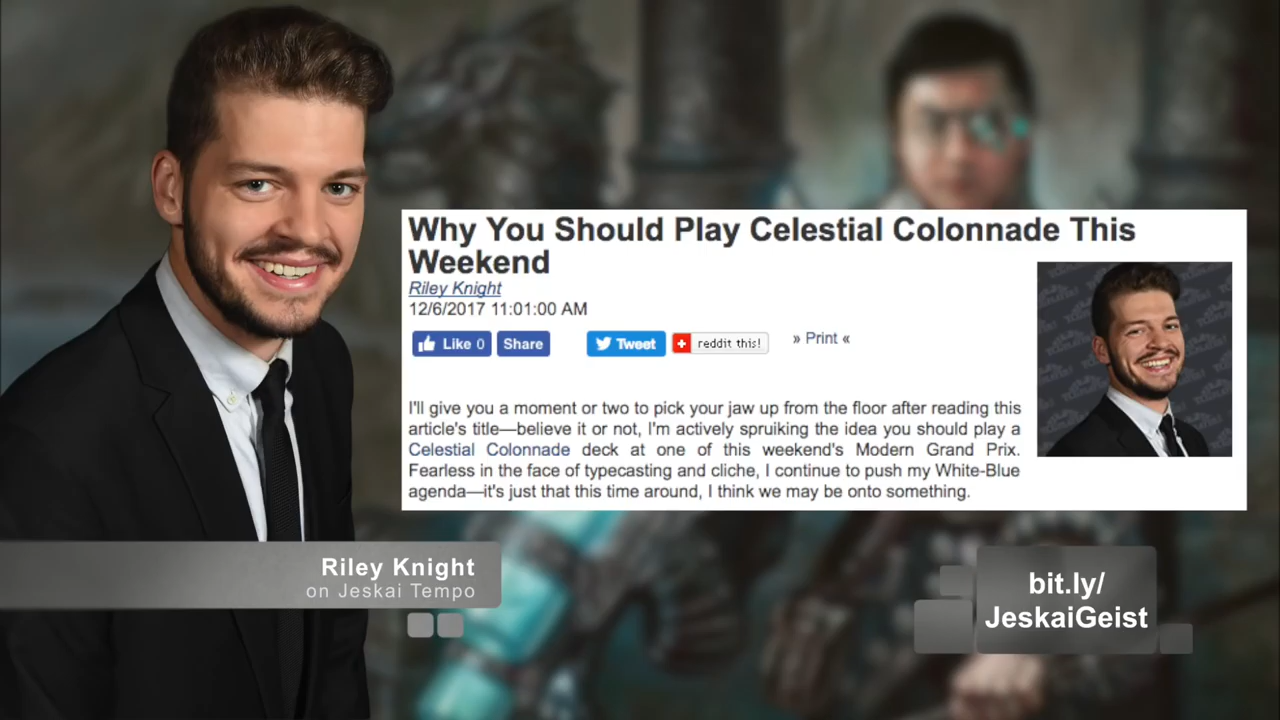 Why You Should Play Celestial Colonnade This
Weekend
Riley Knight
12/6/2017 11:01:00 AM
Like 0
Share
Tweet
reddit this!
» Print «
I'll give you a moment or two to pick your jaw up from the floor after reading this
article's title—believe it or not, I'm actively spruiking the idea you should play a
Celestial Colonnade deck at one of this weekend's Modern Grand Prix.
Fearless in the face of typecasting and cliche, I continue to push my White-Blue
agenda—it's just that this time around, I think we may be onto something.
Riley Knight
on Jeskai Tempo
bit.ly/
JeskaiGeist